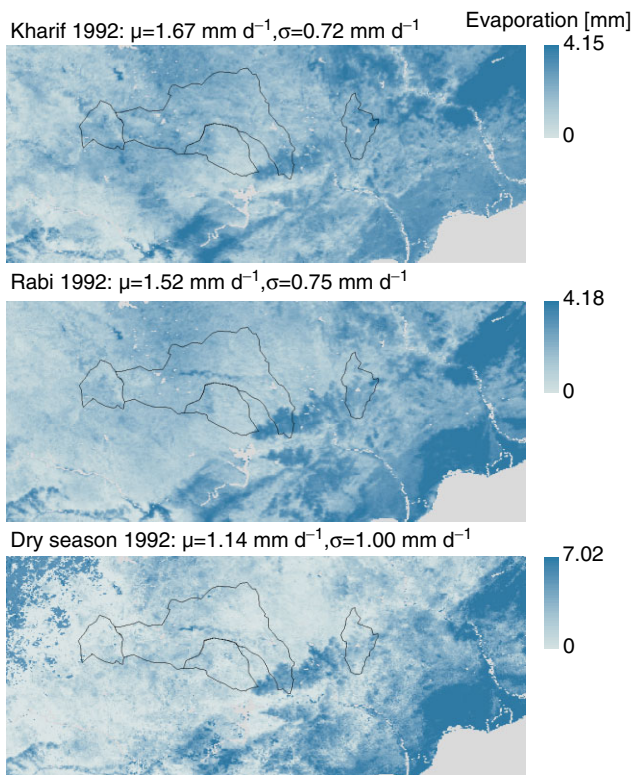 Evaporation [mm]
Kharif 1992: μ=1.67 mm d⁻¹,σ=0.72 mm d⁻¹
4.15
0
Rabi 1992: μ=1.52 mm d⁻¹,σ=0.75 mm d⁻¹
4.18
0
Dry season 1992: μ=1.14 mm d⁻¹,σ=1.00 mm d⁻¹
7.02
0